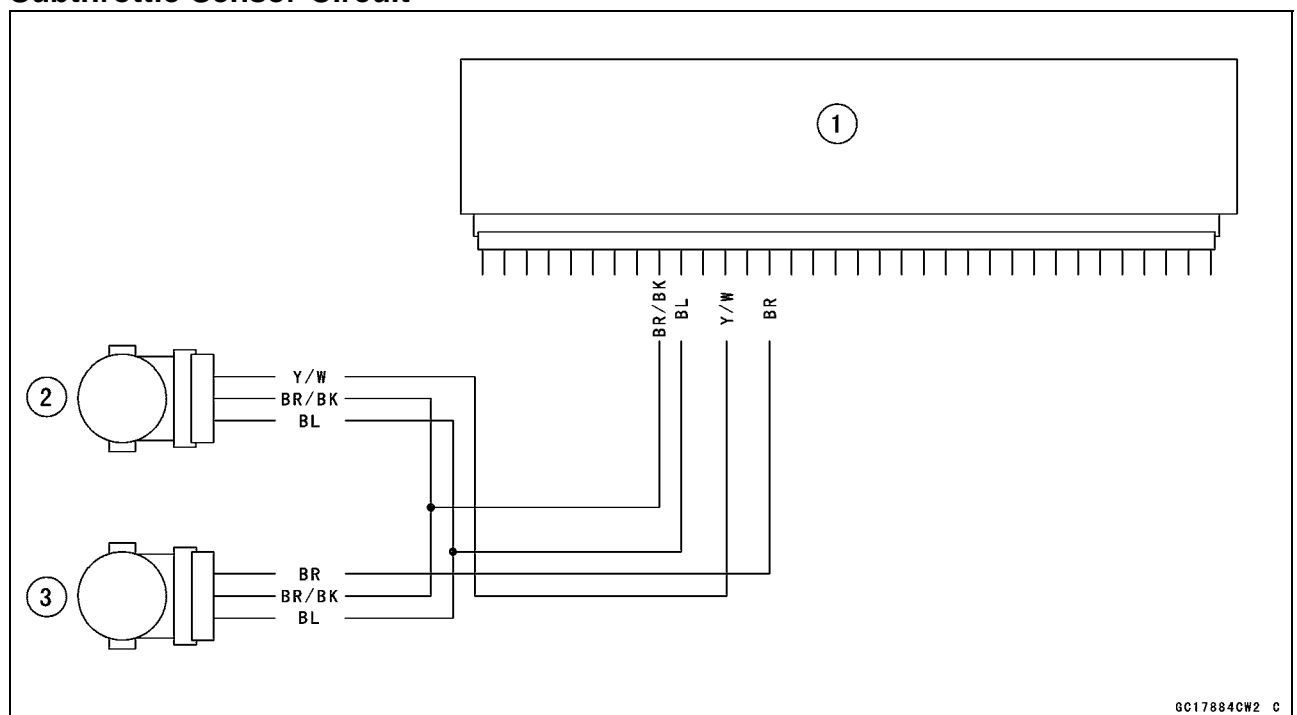 Subthrottle Sensor Circuit
1
BR/BK
BL
Y/W
BR
2
Y/W
BR/BK
BL
3
BR
BR/BK
BL
GC17884CW2 C